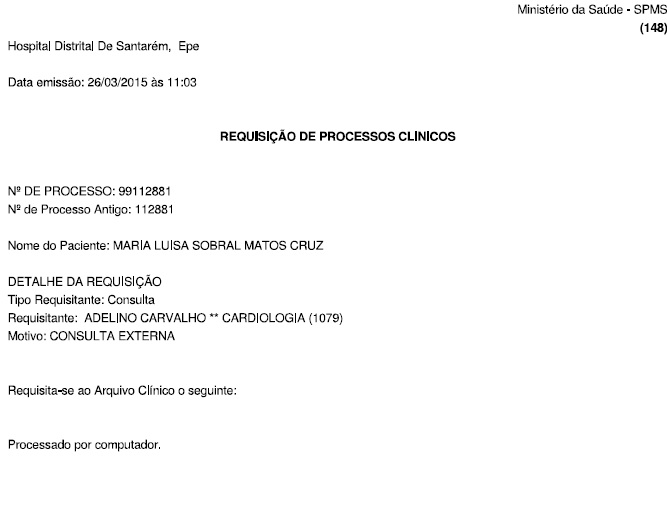 Ministério da Saúde - SPMS
(148)
Hospital Distrital De Santarém, Epe
Data emissão: 26/03/2015 às 11:03
REQUISIÇÃO DE PROCESSOS CLINICOS
Nº DE PROCESSO: 99112881
Nº de Processo Antigo: 112881
Nome do Paciente: MARIA LUISA SOBRAL MATOS CRUZ
DETALHE DA REQUISIÇÃO
Tipo Requisitante: Consulta
Requisitante: ADELINO CARVALHO ** CARDIOLOGIA (1079)
Motivo: CONSULTA EXTERNA
Requisita-se ao Arquivo Clínico o seguinte:
Processado por computador.